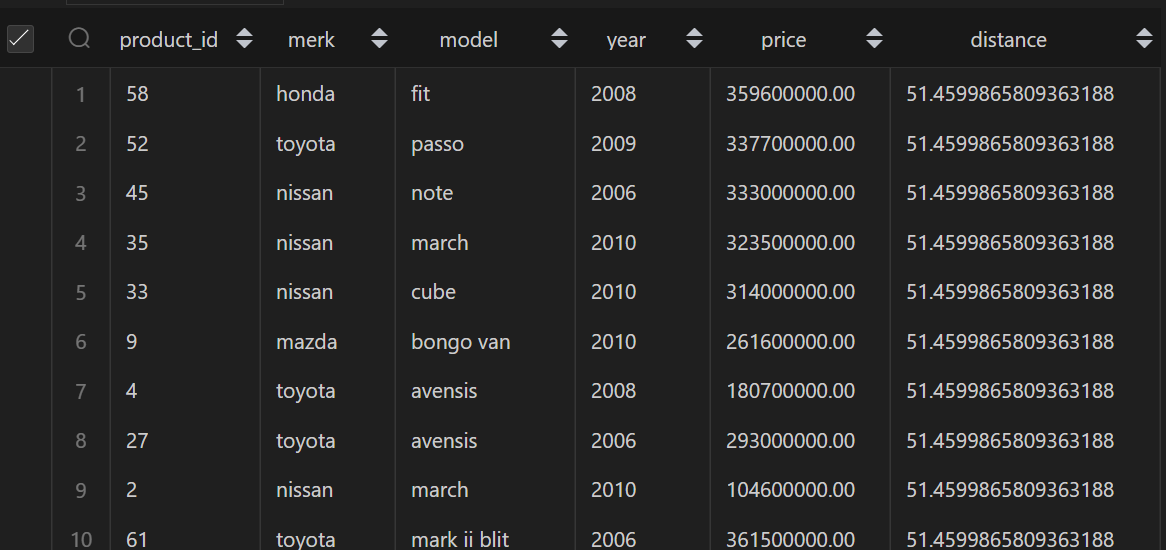 product_id merk model year price distance
1 58 honda fit 2008 359600000.00 51.4599865809363188
2 52 toyota passo 2009 337700000.00 51.4599865809363188
3 45 nissan note 2006 333000000.00 51.4599865809363188
4 35 nissan march 2010 323500000.00 51.4599865809363188
5 33 nissan cube 2010 314000000.00 51.4599865809363188
6 9 mazda bongo van 2010 261600000.00 51.4599865809363188
7 4 toyota avensis 2008 180700000.00 51.4599865809363188
8 27 toyota avensis 2006 293000000.00 51.4599865809363188
9 2 nissan march 2010 104600000.00 51.4599865809363188
10 61 toyota mark ii blit 2006 361500000.00 51.4599865809363188